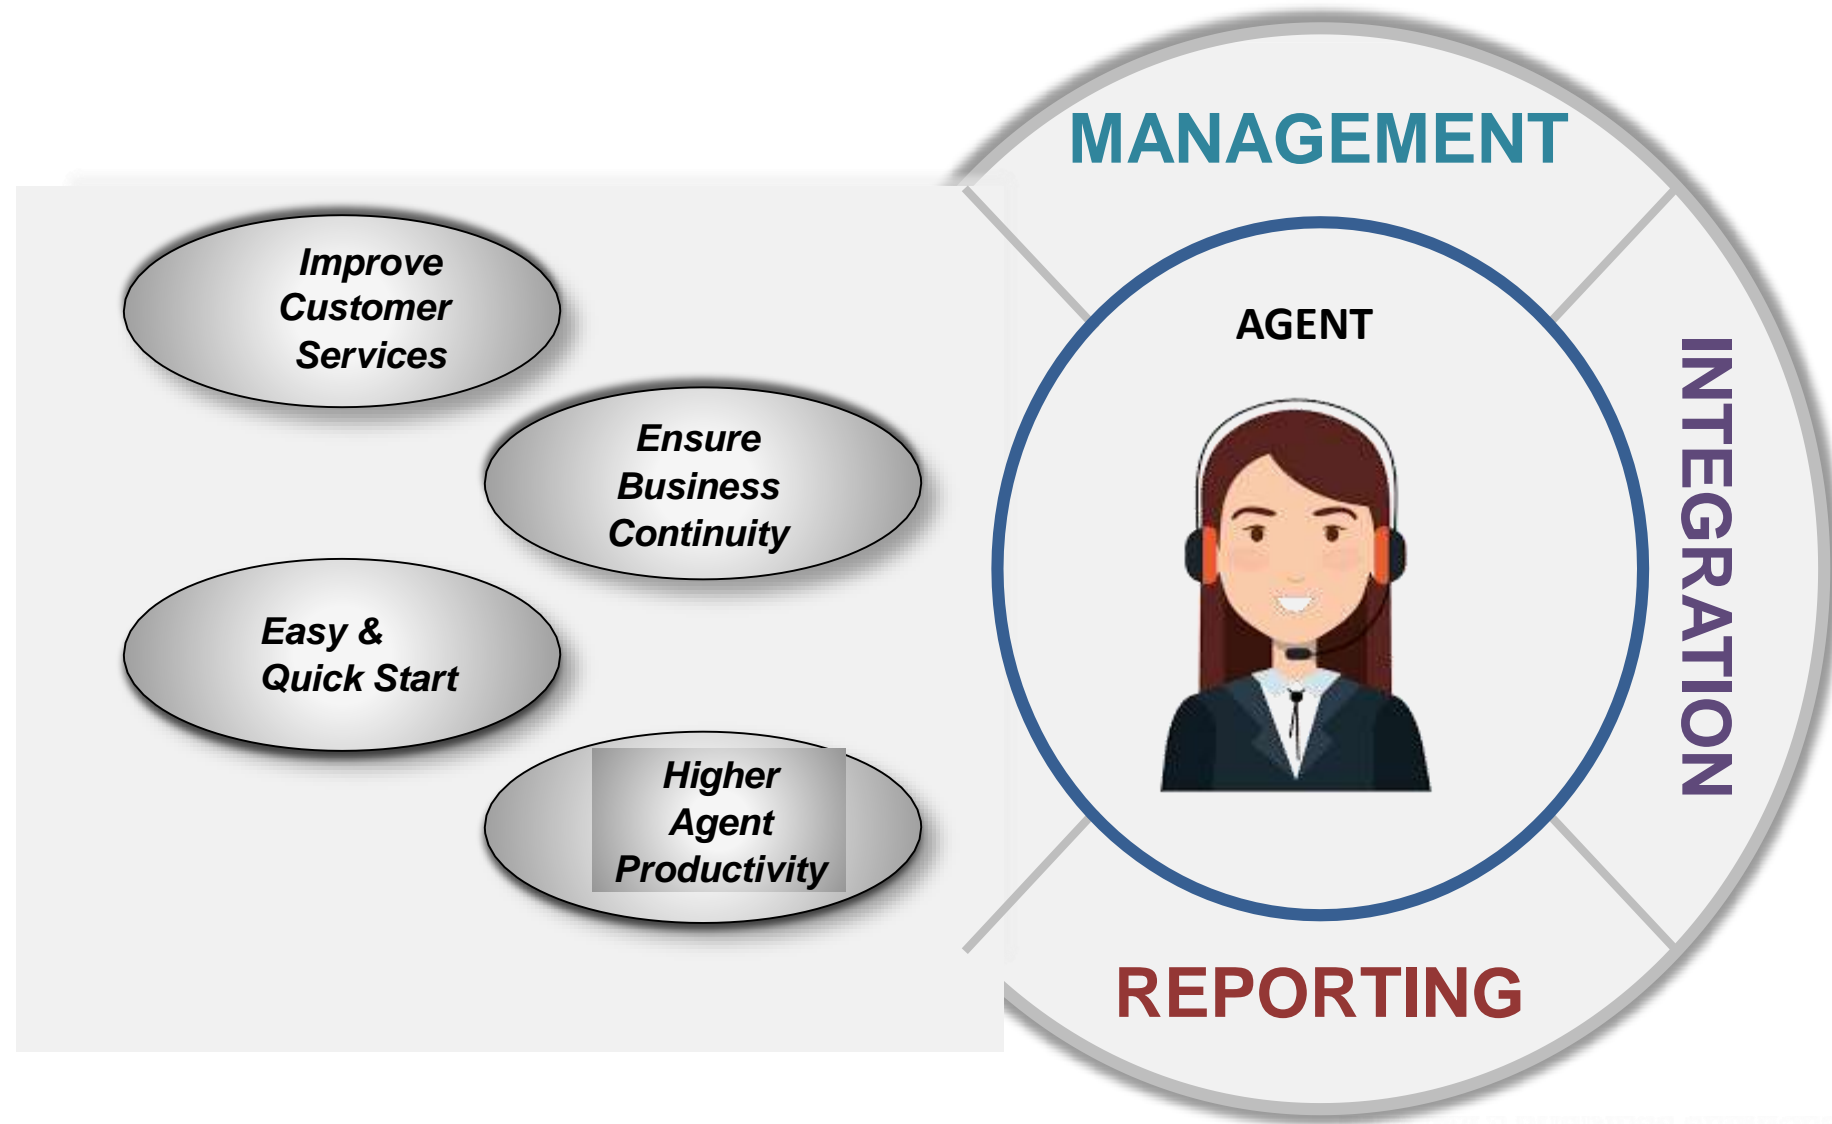 Improve
Customer
Services
Ensure
Business
Continuity
Easy &
Quick Start
Higher
Agent
Productivity
MANAGEMENT
AGENT
INTEGRATION
REPORTING